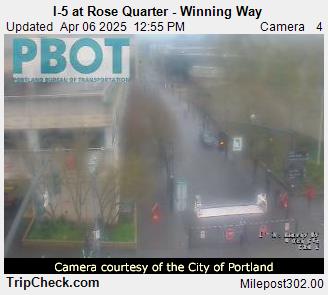 I-5 at Rose Quarter - Winning Way
Updated Apr 06 2025 12:55 PM Camera 4
PBOT
PORTLAND BUREAU OF TRANSPORTATION
Camera courtesy of the City of Portland
TripCheck.com Milepost302.00